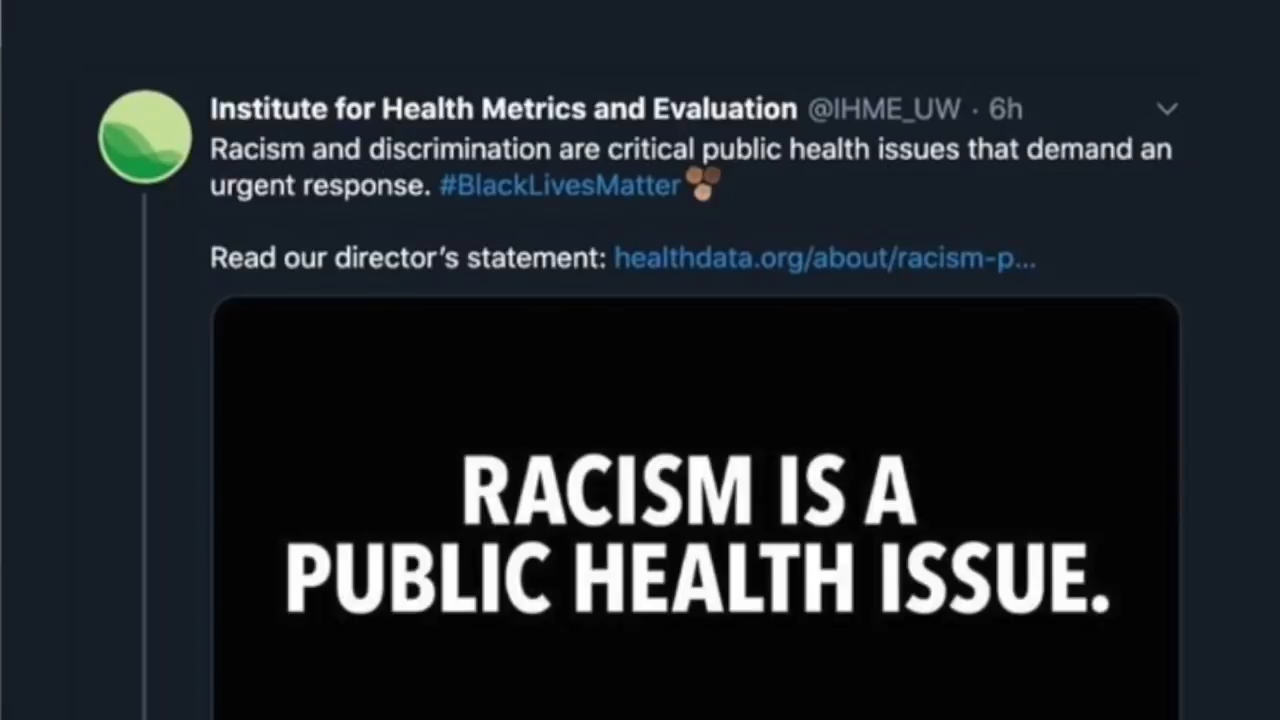 Institute for Health Metrics and Evaluation @IHME_UW · 6h
Racism and discrimination are critical public health issues that demand an
urgent response. #BlackLivesMatter
Read our director's statement: healthdata.org/about/racism-p...
RACISM IS A
PUBLIC HEALTH ISSUE.